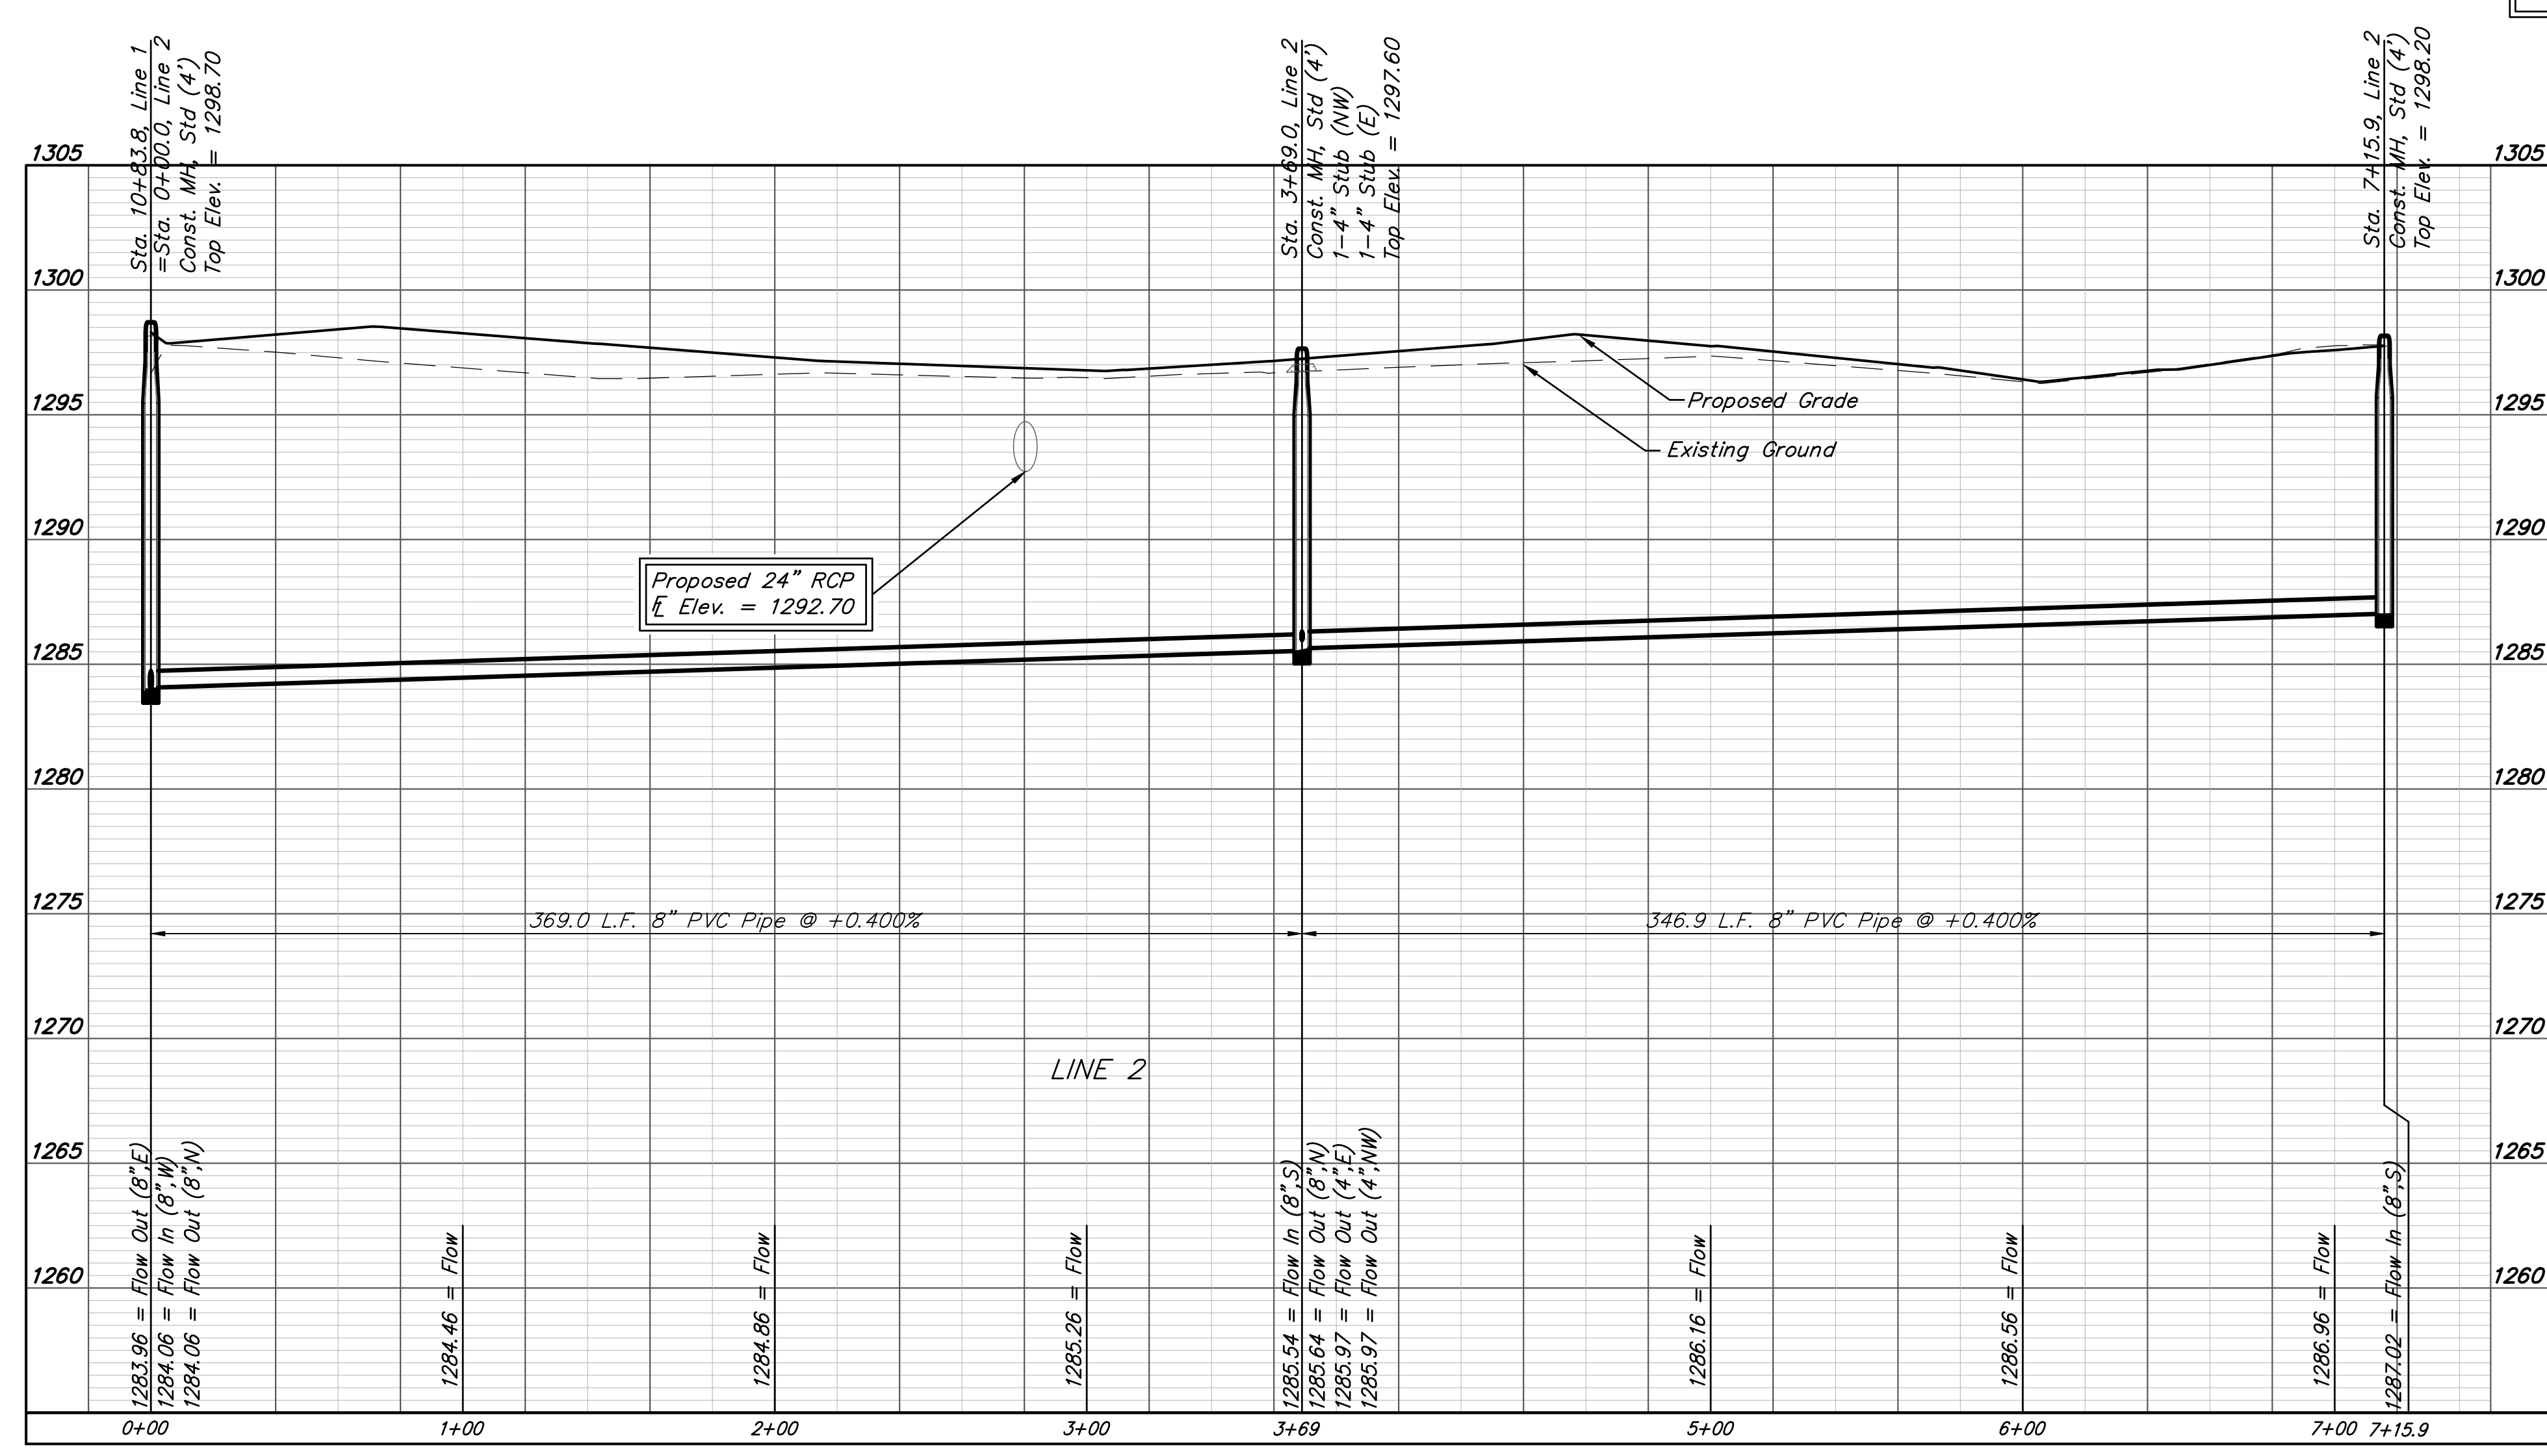 Sta. 10+83.8, Line 1
=Sta. 0+00.0, Line 2
Const. MH, Std (4')
Top Elev. = 1298.70
Sta. 3+69.0, Line 2
Const. MH, Std (4')
1-4" Stub (NW)
1-4" Stub (E)
Top Elev. = 1297.60
Sta. 7+15.9, Line 2
Const. MH, Std (4')
Top Elev. = 1298.20
1305
1305
1300
1300
1295
1295
1290
1290
1285
1285
1280
1280
1275
1275
1270
1270
1265
1265
1260
1260
Proposed Grade
Existing Ground
Proposed 24" RCP
℄ Elev. = 1292.70
369.0 L.F. 8" PVC Pipe @ +0.400%
346.9 L.F. 8" PVC Pipe @ +0.400%
LINE 2
1283.96 = Flow Out (8",E)
1284.06 = Flow In (8",W)
1284.06 = Flow Out (8",N)
1284.46 = Flow
1284.86 = Flow
1285.26 = Flow
1285.54 = Flow In (8",S)
1285.64 = Flow Out (8",N)
1285.97 = Flow Out (4",E)
1285.97 = Flow Out (4",NW)
1286.16 = Flow
1286.56 = Flow
1286.96 = Flow
1287.02 = Flow In (8",S)
0+00
1+00
2+00
3+00
3+69
5+00
6+00
7+00
7+15.9